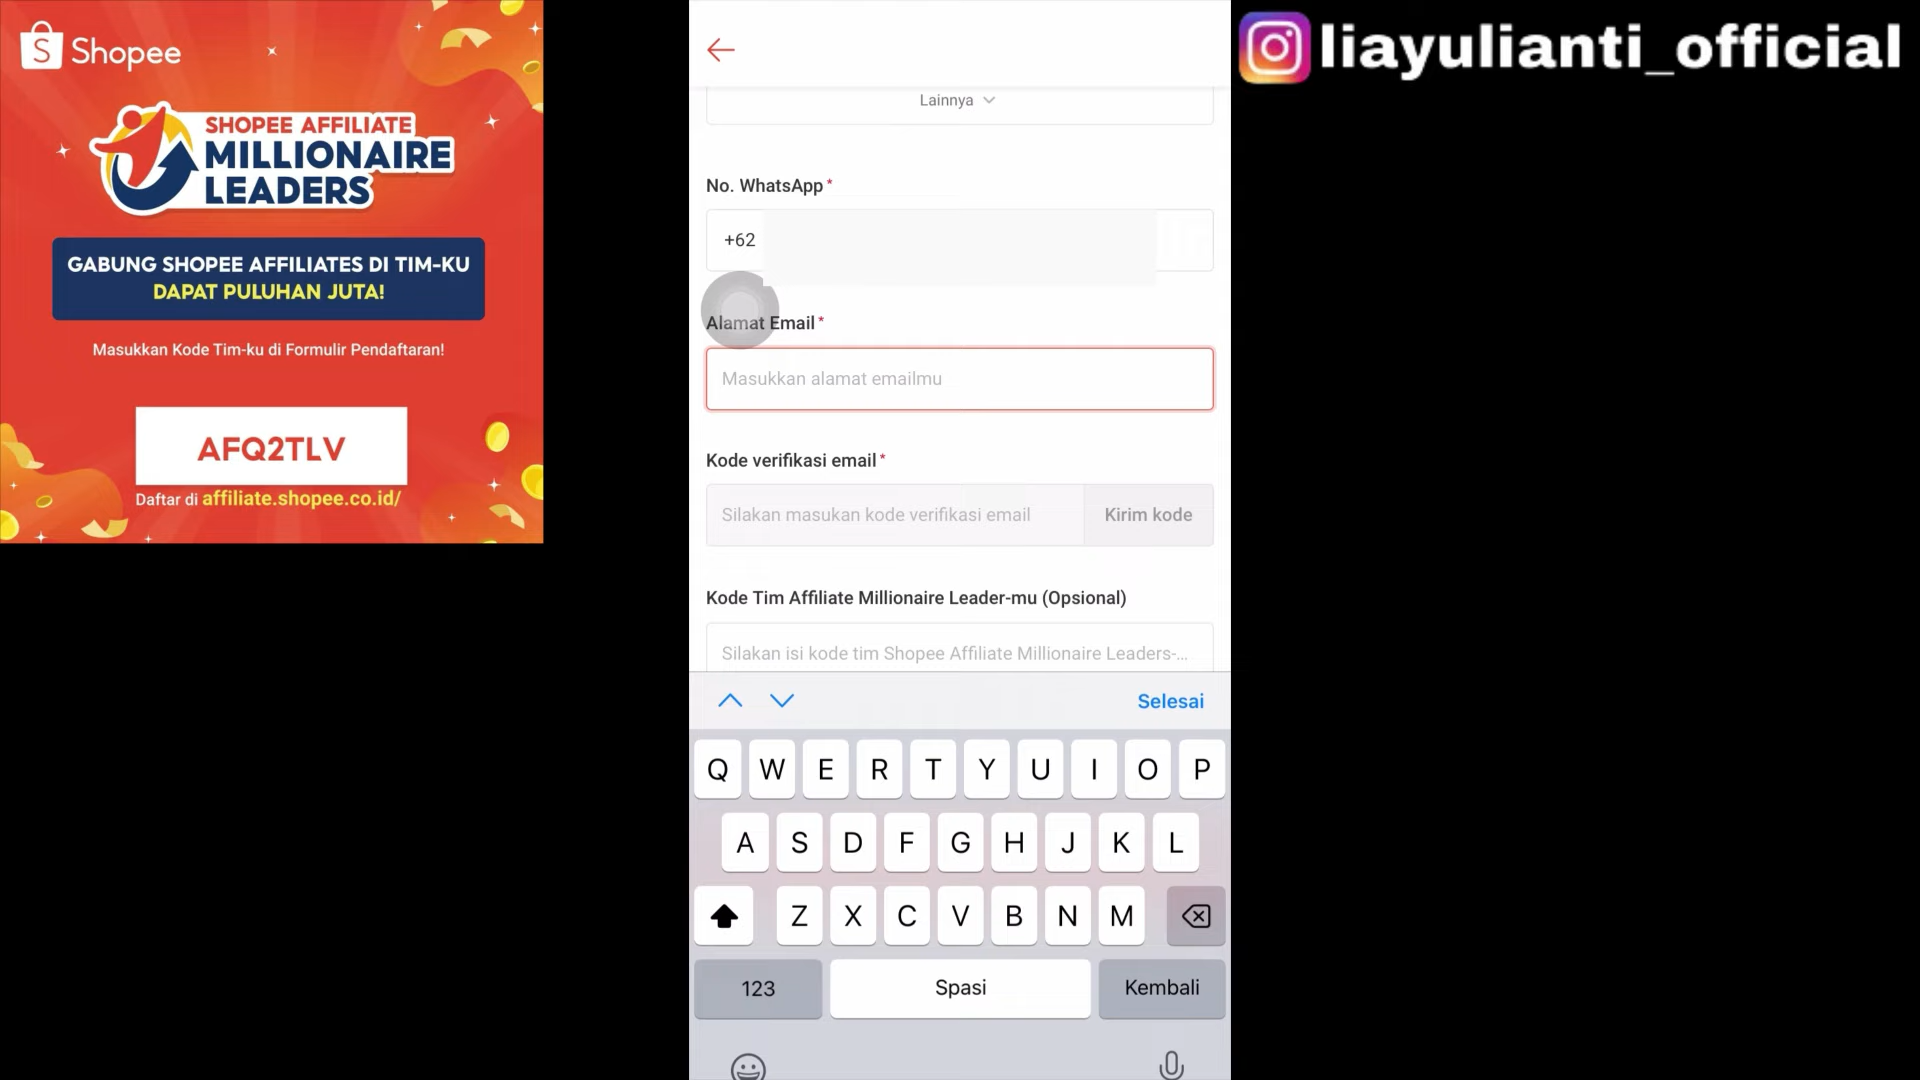 Shopee
SHOPEE AFFILIATE
MILLIONAIRE
LEADERS
GABUNG SHOPEE AFFILIATES DI TIM-KU
DAPAT PULUHAN JUTA!
Masukkan Kode Tim-ku di Formulir Pendaftaran!
AFQ2TLV
Daftar di affiliate.shopee.co.id/
Lainnya
No. WhatsApp*
+62
Alamat Email*
Masukkan alamat emailmu
Kode verifikasi email*
Silakan masukan kode verifikasi email
Kirim kode
Kode Tim Affiliate Millionaire Leader-mu (Opsional)
Silakan isi kode tim Shopee Affiliate Millionaire Leaders-...
Selesai
Q W E R T Y U I O P
A S D F G H J K L
Z X C V B N M
123 Spasi Kembali
liayulianti_official